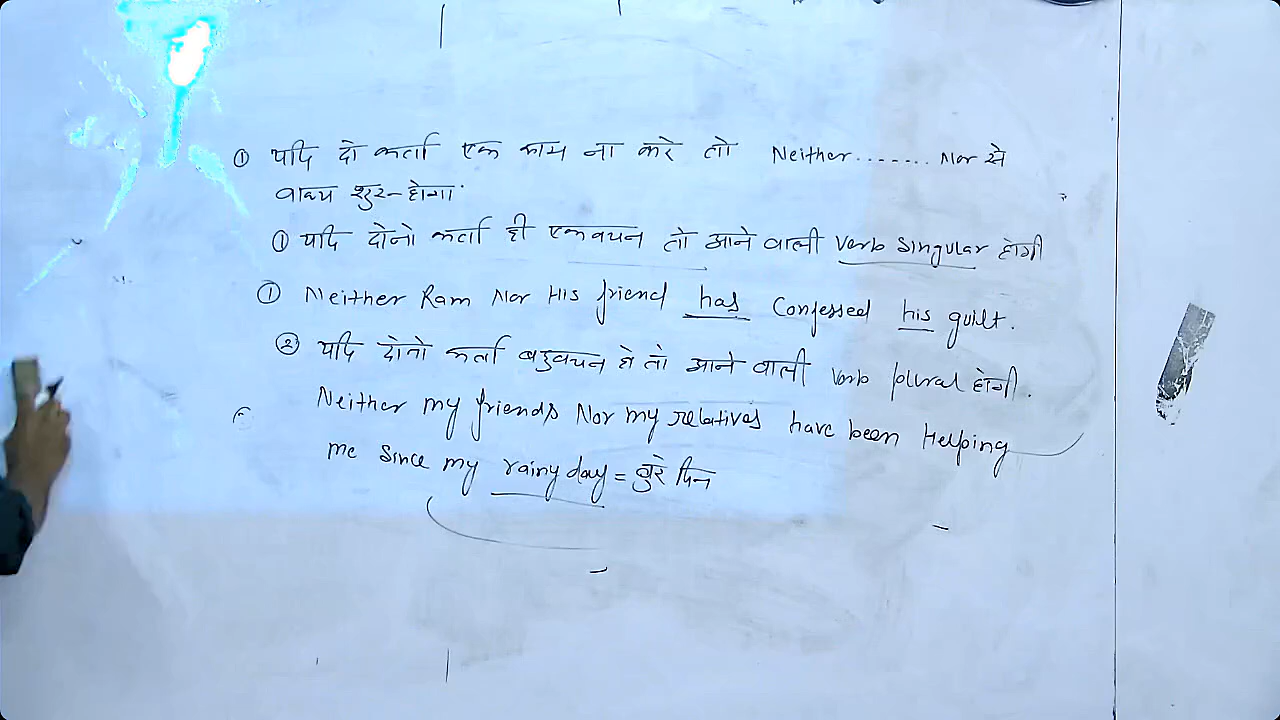 ① यदि दो कर्ता एक काम ना करे तो Neither........ Nor से
वाक्य शुरु-होगा.
① यदि दोनो कर्ता ही एकवचन तो आने वाली verb singular होगी
① Neither Ram Nor His friend has Confessed his guilt.
② यदि दोनो कर्ता बहुवचन हो तो आने वाली verb plural होगी.
Neither my friends Nor my relatives have been Helping
me since my rainy day = बुरे दिन